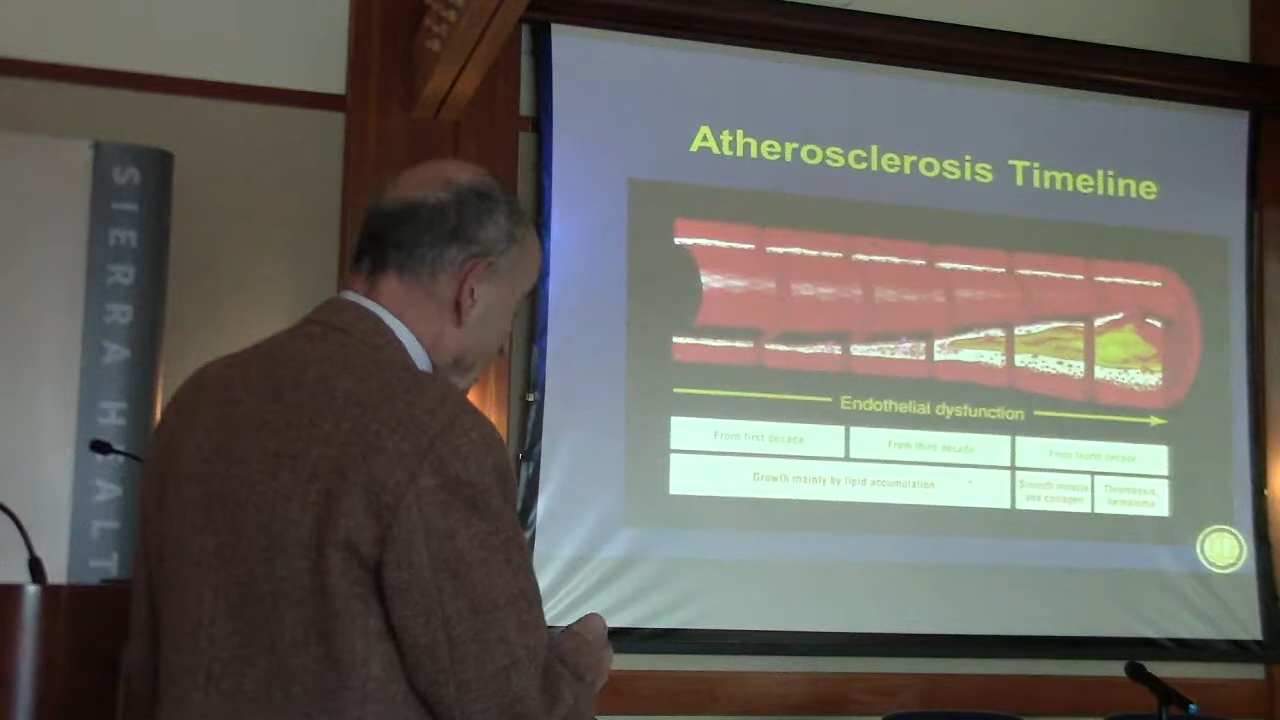 SIERRA HEALT
Atherosclerosis Timeline
Endothelial dysfunction
From first decade
From third decade
From fourth decade
Growth mainly by lipid accumulation
Smooth muscle
and collagen
Thrombosis,
hematoma